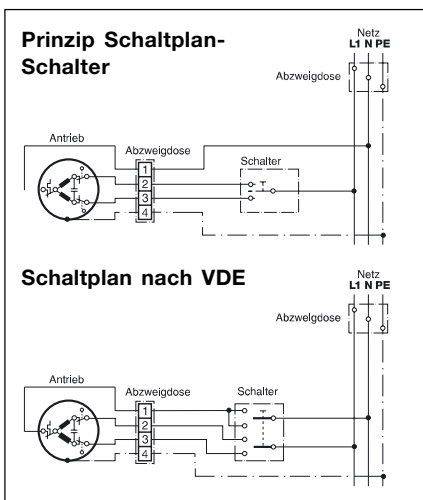 Prinzip Schaltplan-
Schalter
Netz
L1 N PE
Abzweigdose
Antrieb
Abzweigdose
Schalter
1
2
3
4
Schaltplan nach VDE
Netz
L1 N PE
Abzweigdose
Antrieb
Abzweigdose
Schalter
1
2
3
4